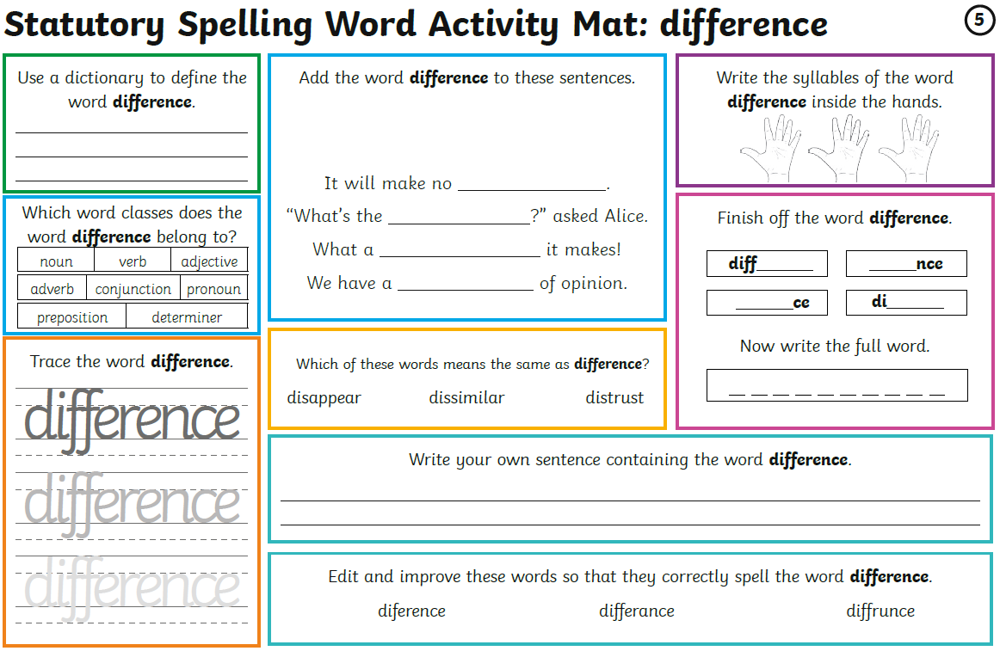 Statutory Spelling Word Activity Mat: difference
5
Use a dictionary to define the
word difference.
Which word classes does the
word difference belong to?
noun verb adjective
adverb conjunction pronoun
preposition determiner
Trace the word difference.
difference
difference
difference
Add the word difference to these sentences.
It will make no ________________.
“What’s the ________________?” asked Alice.
What a ________________ it makes!
We have a ________________ of opinion.
Which of these words means the same as difference?
disappear dissimilar distrust
Write the syllables of the word
difference inside the hands.
Finish off the word difference.
diff______ ______nce
______ce di______
Now write the full word.
_ _ _ _ _ _ _ _ _ _
Write your own sentence containing the word difference.
Edit and improve these words so that they correctly spell the word difference.
diference differance diffrunce